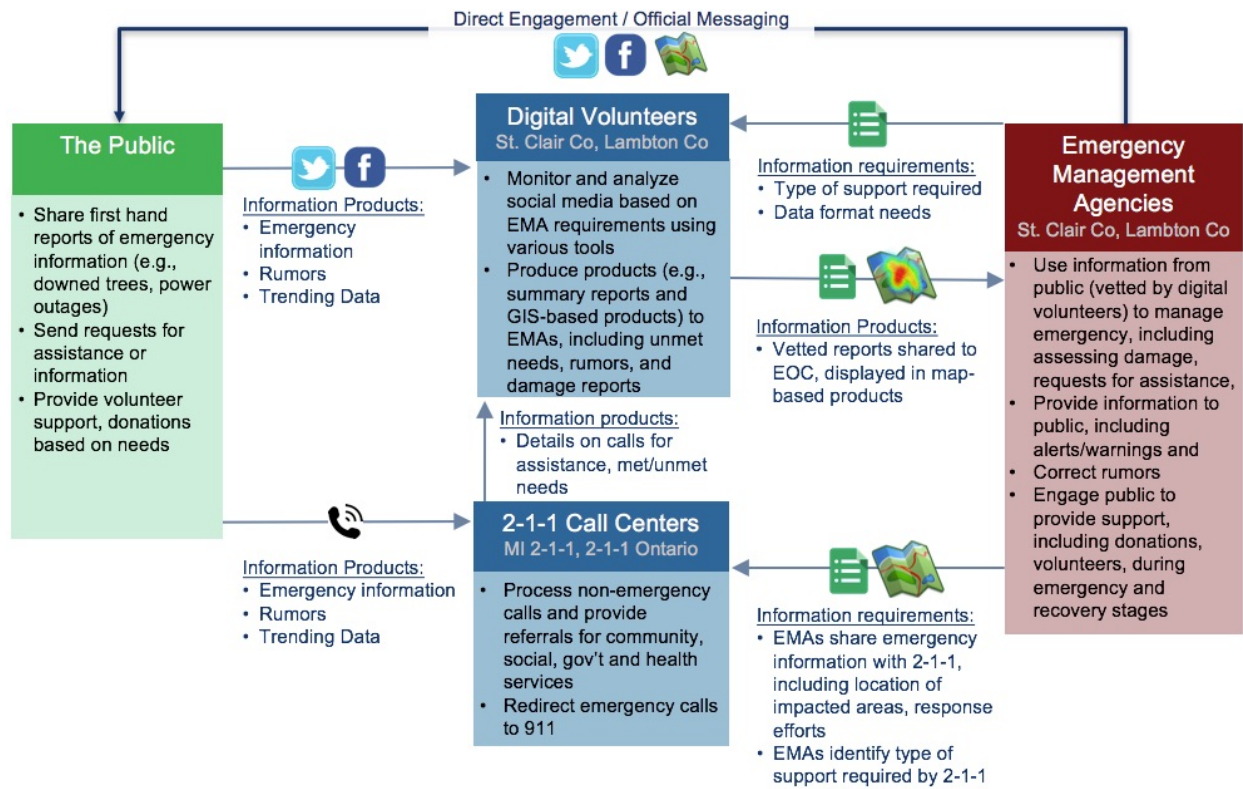 Direct Engagement / Official Messaging
The Public
• Share first hand
reports of emergency
information (e.g.,
downed trees, power
outages)
• Send requests for
assistance or
information
• Provide volunteer
support, donations
based on needs
Information Products:
• Emergency
information
• Rumors
• Trending Data
Information Products:
• Emergency information
• Rumors
• Trending Data
Digital Volunteers
St. Clair Co, Lambton Co
• Monitor and analyze
social media based on
EMA requirements using
various tools
• Produce products (e.g.,
summary reports and
GIS-based products) to
EMAs, including unmet
needs, rumors, and
damage reports
Information products:
• Details on calls for
assistance, met/unmet
needs
2-1-1 Call Centers
MI 2-1-1, 2-1-1 Ontario
• Process non-emergency
calls and provide
referrals for community,
social, gov't and health
services
• Redirect emergency calls
to 911
Information requirements:
• Type of support required
• Data format needs
Information Products:
• Vetted reports shared to
EOC, displayed in map-
based products
Information requirements:
• EMAs share emergency
information with 2-1-1,
including location of
impacted areas, response
efforts
• EMAs identify type of
support required by 2-1-1
Emergency
Management
Agencies
St. Clair Co, Lambton Co
• Use information from
public (vetted by digital
volunteers) to manage
emergency, including
assessing damage,
requests for assistance,
• Provide information to
public, including
alerts/warnings and
• Correct rumors
• Engage public to
provide support,
including donations,
volunteers, during
emergency and
recovery stages